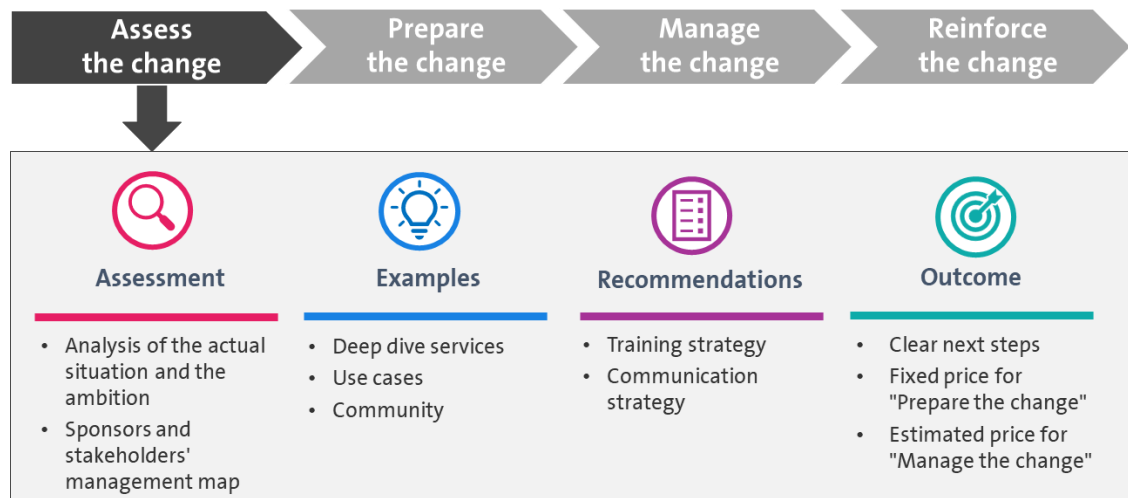 Assess
the change
Prepare
the change
Manage
the change
Reinforce
the change
Assessment
• Analysis of the actual
situation and the
ambition
• Sponsors and
stakeholders'
management map
Examples
• Deep dive services
• Use cases
• Community
Recommendations
• Training strategy
• Communication
strategy
Outcome
• Clear next steps
• Fixed price for
"Prepare the change"
• Estimated price for
"Manage the change"